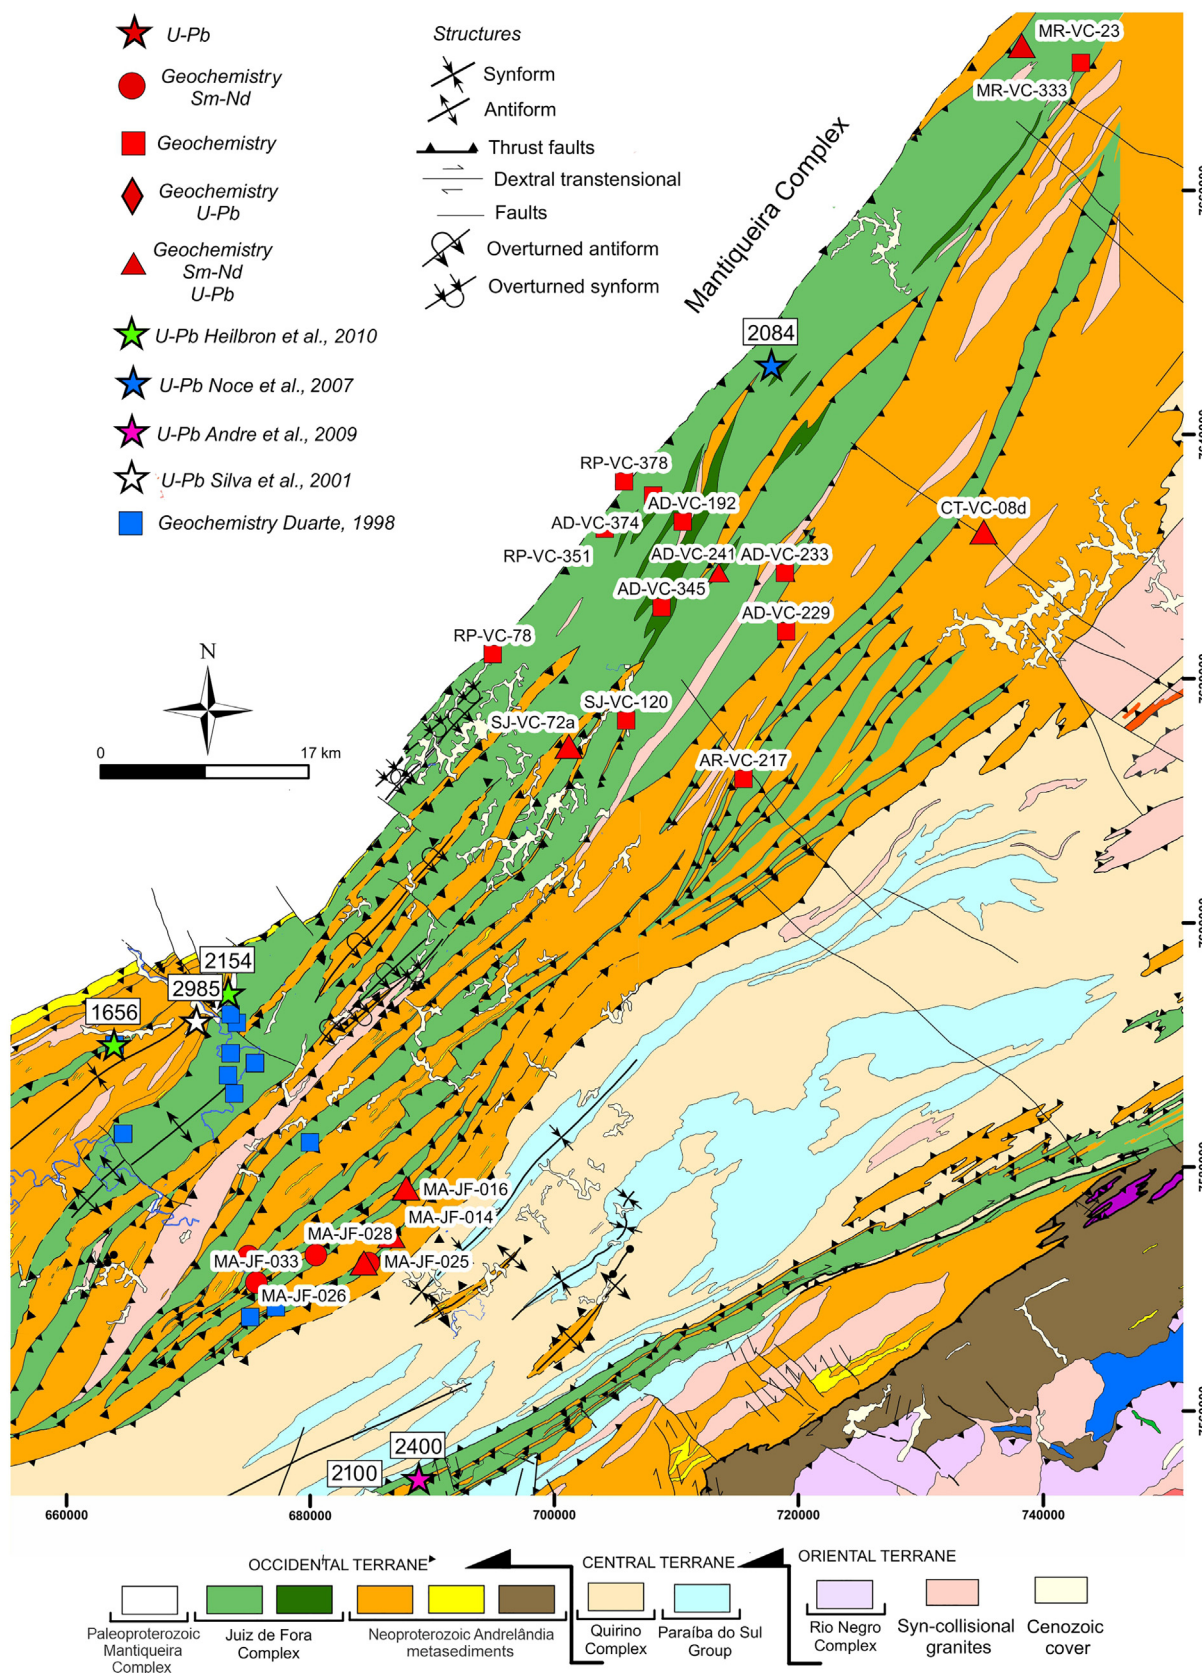 U-Pb
Geochemistry
Sm-Nd
Geochemistry
Geochemistry
U-Pb
Geochemistry
Sm-Nd
U-Pb
U-Pb Heilbron et al., 2010
U-Pb Noce et al., 2007
U-Pb Andre et al., 2009
U-Pb Silva et al., 2001
Geochemistry Duarte, 1998
Structures
Synform
Antiform
Thrust faults
Dextral transtensional
Faults
Overturned antiform
Overturned synform
N
0 17 km
Mantiqueira Complex
MR-VC-23
MR-VC-333
2084
RP-VC-378
AD-VC-192
AD-VC-374
CT-VC-08d
RP-VC-351
AD-VC-241
AD-VC-233
AD-VC-345
AD-VC-229
RP-VC-78
SJ-VC-120
SJ-VC-72a
AR-VC-217
2154
2985
1656
MA-JF-016
MA-JF-014
MA-JF-028
MA-JF-033
MA-JF-025
MA-JF-026
2400
2100
660000
680000
700000
720000
740000
OCCIDENTAL TERRANE
CENTRAL TERRANE
ORIENTAL TERRANE
Paleoproterozoic
Mantiqueira
Complex
Juiz de Fora
Complex
Neoproterozoic Andrelândia
metasediments
Quirino
Complex
Paraíba do Sul
Group
Rio Negro
Complex
Syn-collisional
granites
Cenozoic
cover